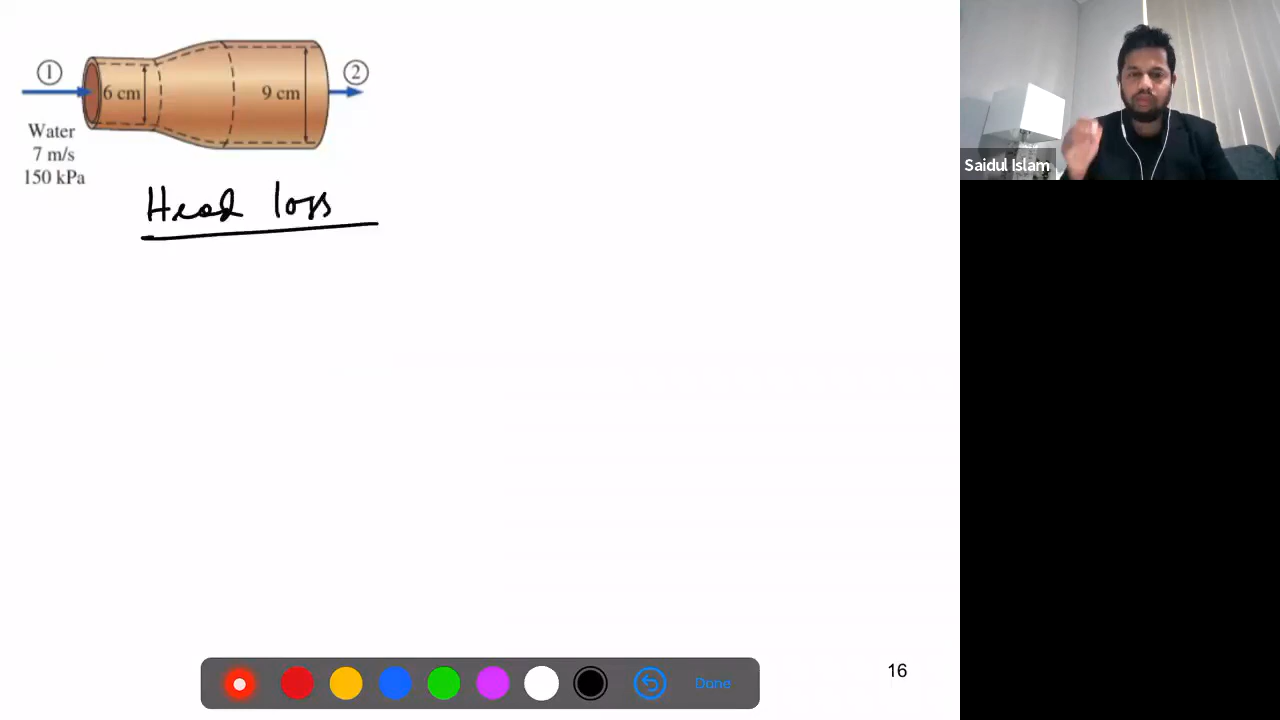 ① ②
6 cm 9 cm
Water
7 m/s
150 kPa
Head loss
Saidul Islam
16
Done